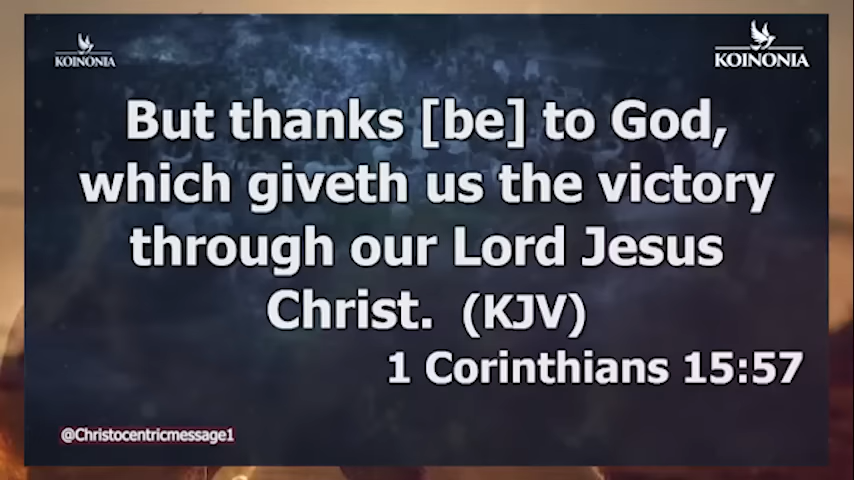 KOINONIA
KOINONIA
But thanks [be] to God,
which giveth us the victory
through our Lord Jesus
Christ. (KJV)
1 Corinthians 15:57
@Christocentricmessage1